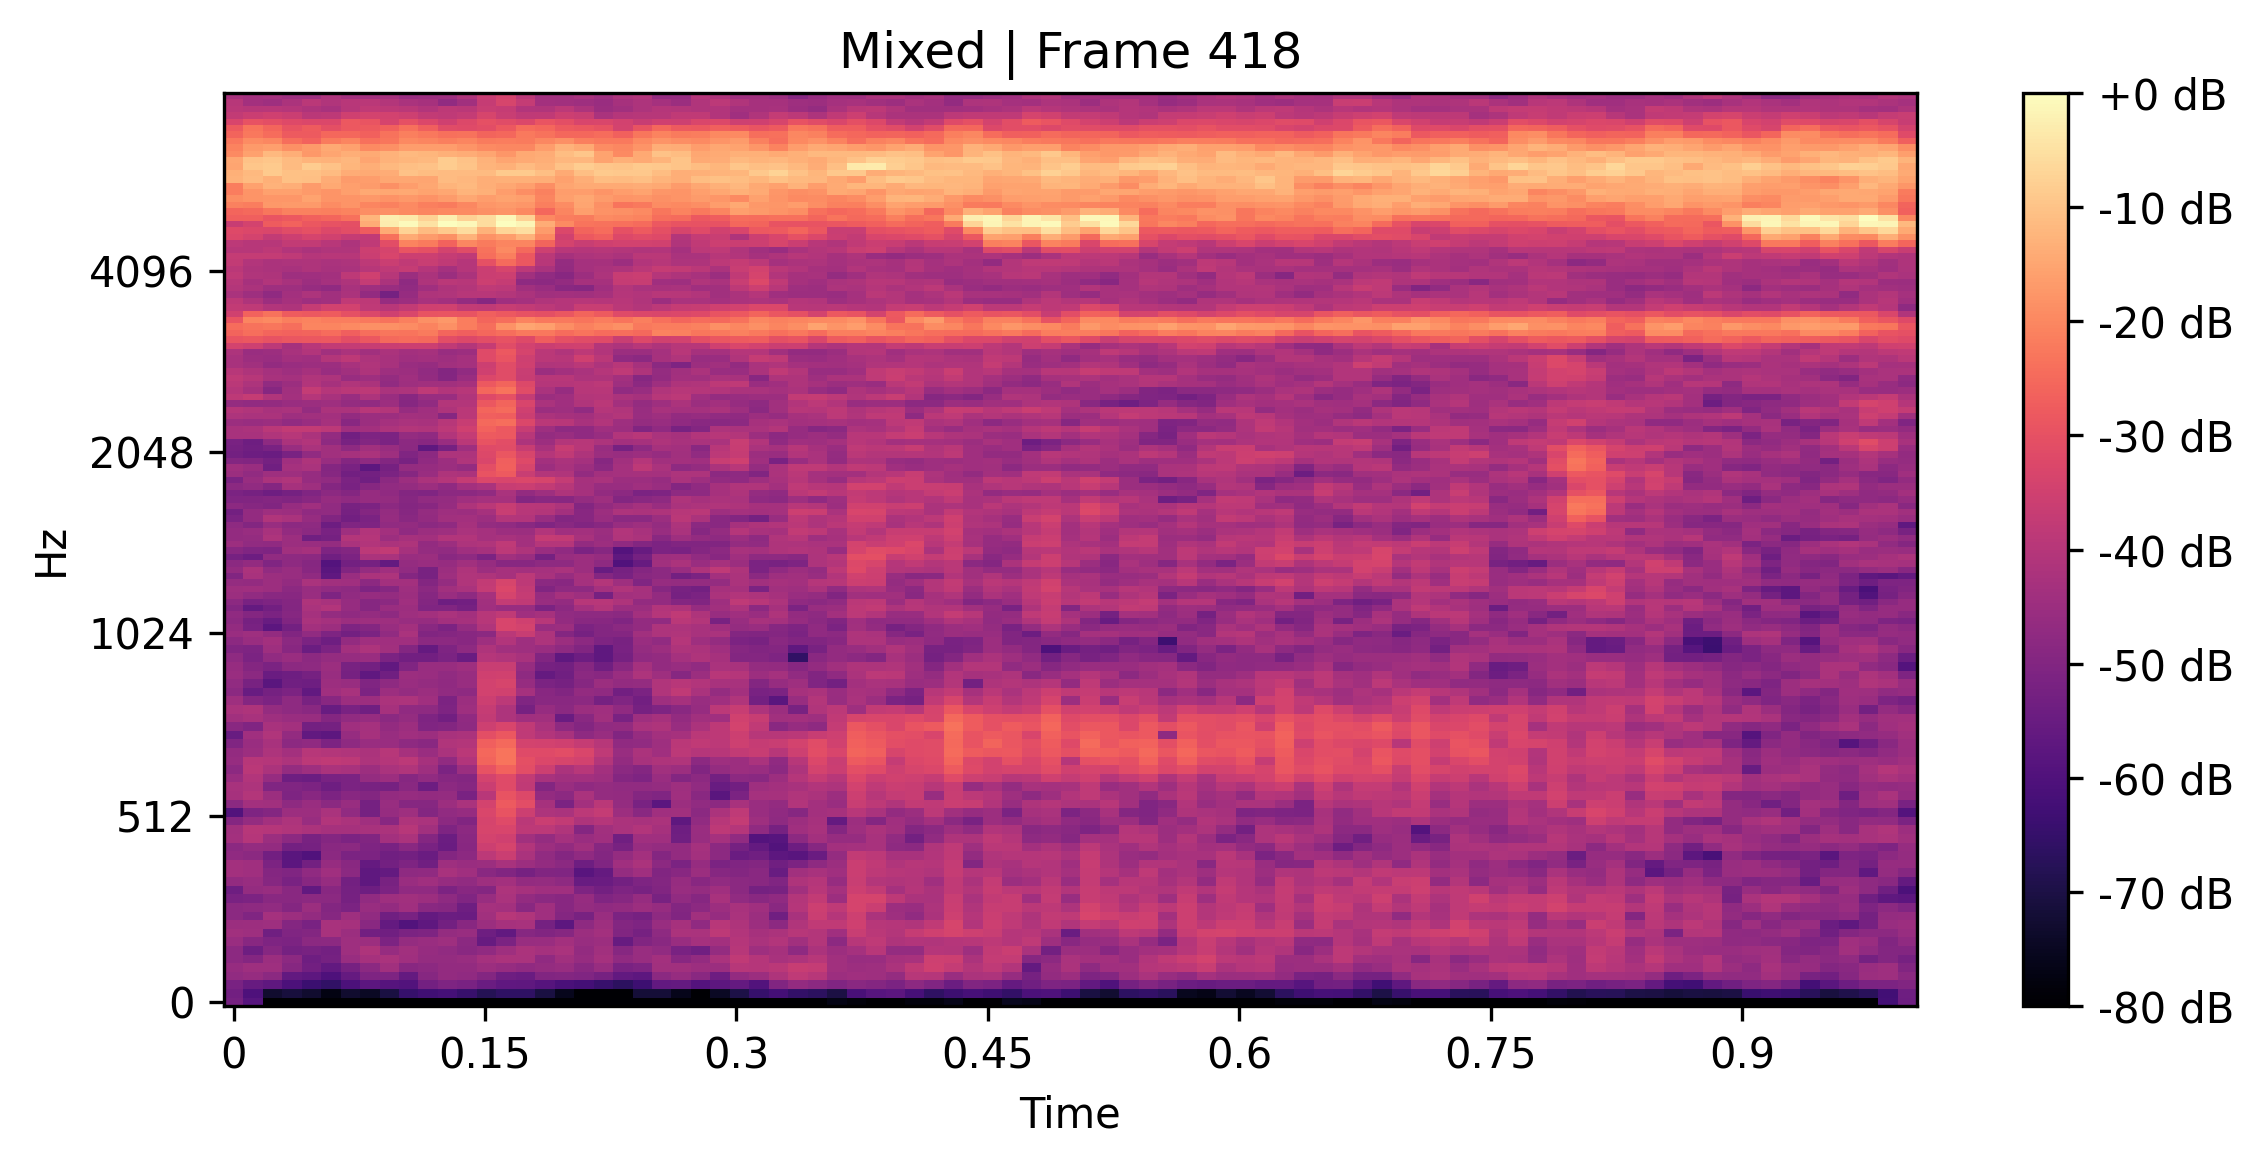 Mixed | Frame 418
Hz
4096
2048
1024
512
0
0 0.15 0.3 0.45 0.6 0.75 0.9
Time
+0 dB
-10 dB
-20 dB
-30 dB
-40 dB
-50 dB
-60 dB
-70 dB
-80 dB